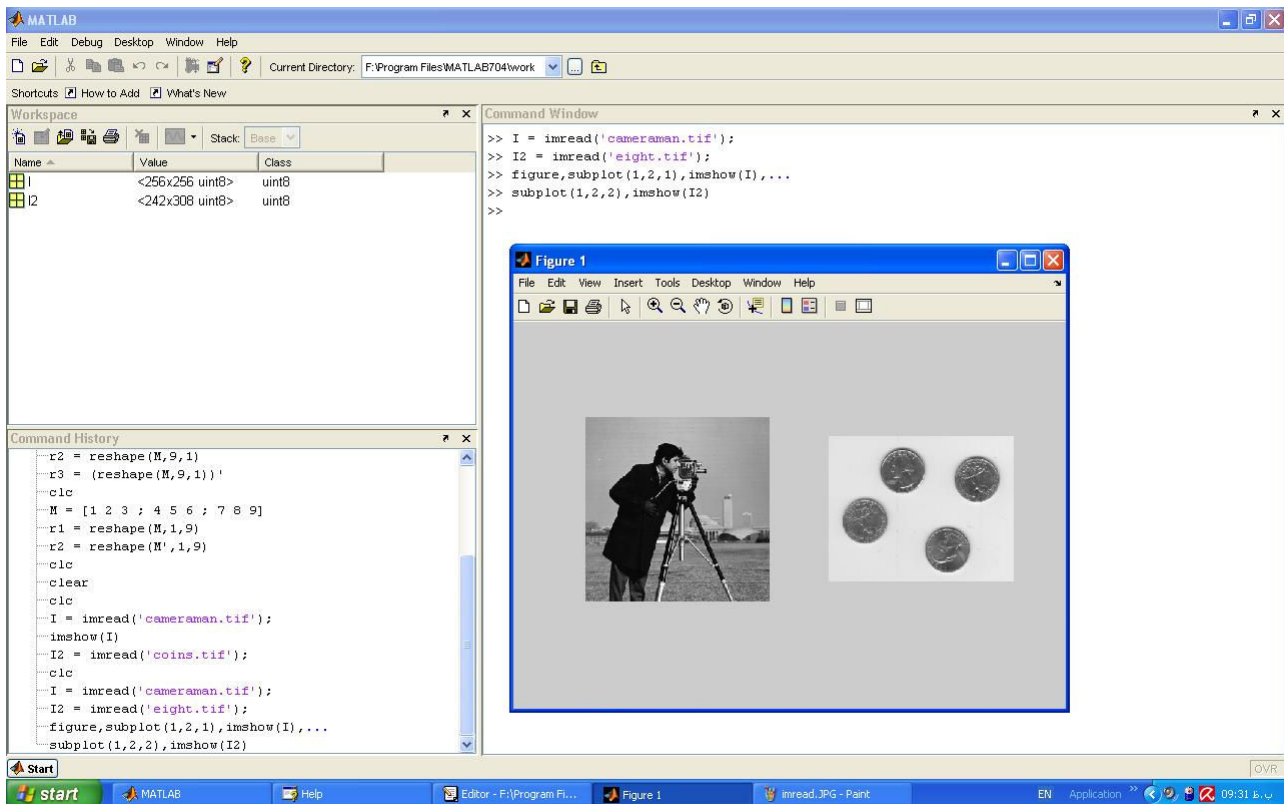 MATLAB
File Edit Debug Desktop Window Help
Current Directory: F:\Program Files\MATLAB704\work
Shortcuts How to Add What's New
Workspace
Stack: Base
Name Value Class
I <256x256 uint8> uint8
I2 <242x308 uint8> uint8
Command History
r2 = reshape(M,9,1)
r3 = (reshape(M,9,1))'
clc
M = [1 2 3 ; 4 5 6 ; 7 8 9]
r1 = reshape(M,1,9)
r2 = reshape(M',1,9)
clc
clear
clc
I = imread('cameraman.tif');
imshow(I)
I2 = imread('coins.tif');
clc
I = imread('cameraman.tif');
I2 = imread('eight.tif');
figure,subplot(1,2,1),imshow(I),...
subplot(1,2,2),imshow(I2)
Command Window
>> I = imread('cameraman.tif');
>> I2 = imread('eight.tif');
>> figure,subplot(1,2,1),imshow(I),...
>> subplot(1,2,2),imshow(I2)
>>
Figure 1
File Edit View Insert Tools Desktop Window Help
Start
OVR
start MATLAB Help Editor - F:\Program Fi... Figure 1 imread.JPG - Paint EN Application » 09:31 ب.ظ